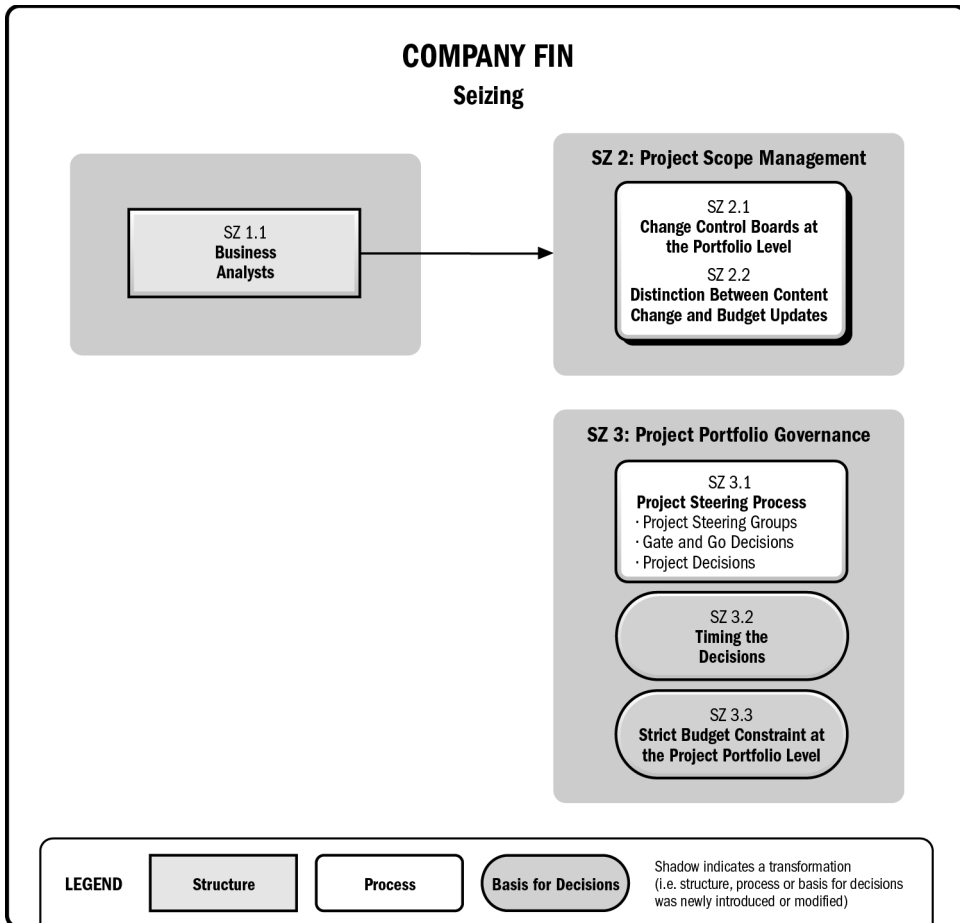 COMPANY FIN
Seizing
SZ 1.1
Business
Analysts
SZ 2: Project Scope Management
SZ 2.1
Change Control Boards at
the Portfolio Level
SZ 2.2
Distinction Between Content
Change and Budget Updates
SZ 3: Project Portfolio Governance
SZ 3.1
Project Steering Process
· Project Steering Groups
· Gate and Go Decisions
· Project Decisions
SZ 3.2
Timing the
Decisions
SZ 3.3
Strict Budget Constraint at
the Project Portfolio Level
LEGEND
Structure
Process
Basis for Decisions
Shadow indicates a transformation
(i.e. structure, process or basis for decisions
was newly introduced or modified)